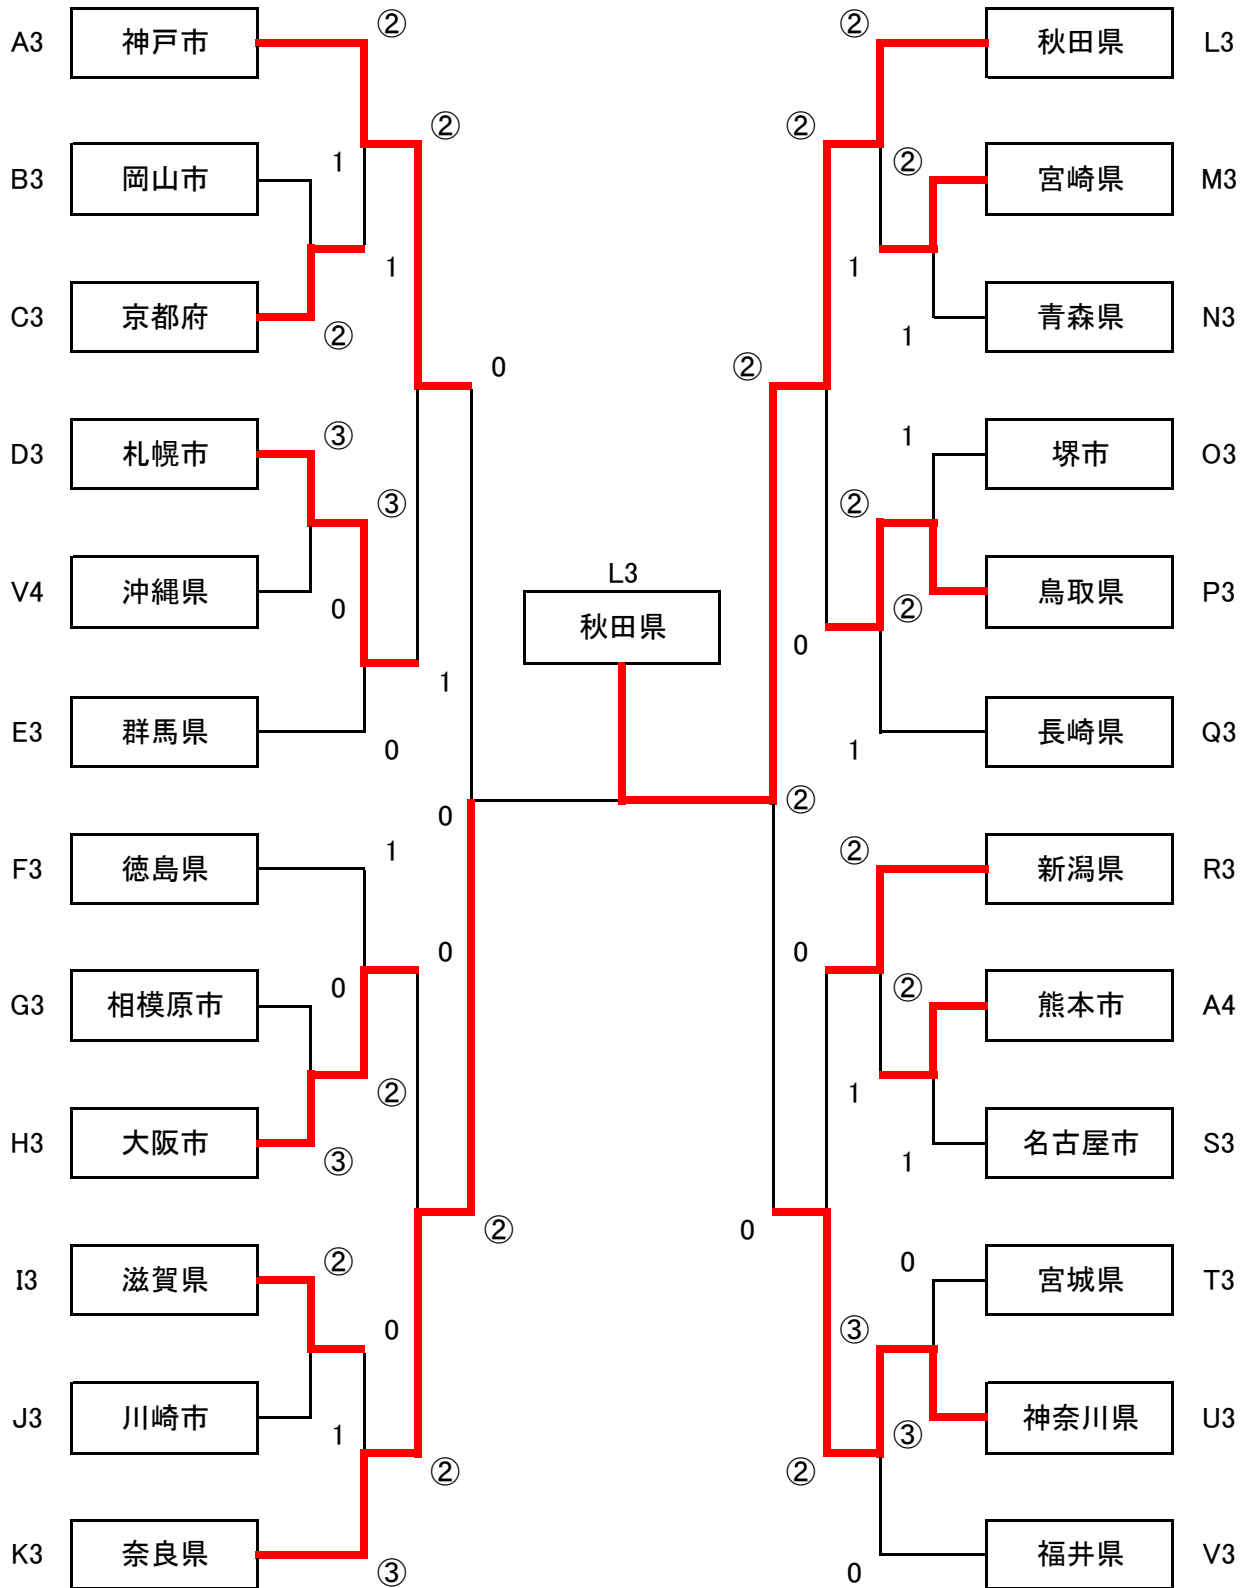 ② ②
A3 神戸市 秋田県 L3
② ②
1 ②
B3 岡山市 宮崎県 M3
1 1
C3 京都府 青森県 N3
② 1
0 ②
D3 札幌市 ③ 1 堺市 O3
③ ②
V4 沖縄県 L3 鳥取県 P3
0 ②
秋田県
0
1
E3 群馬県 長崎県 Q3
0 1
0 ②
1 ②
F3 徳島県 新潟県 R3
0 0
0 ②
G3 相模原市 熊本市 A4
② 1
H3 大阪市 名古屋市 S3
③ 1
② 0
② 0
I3 滋賀県 宮城県 T3
0 ③
J3 川崎市 神奈川県 U3
1 ③
② ②
K3 奈良県 福井県 V3
③ 0